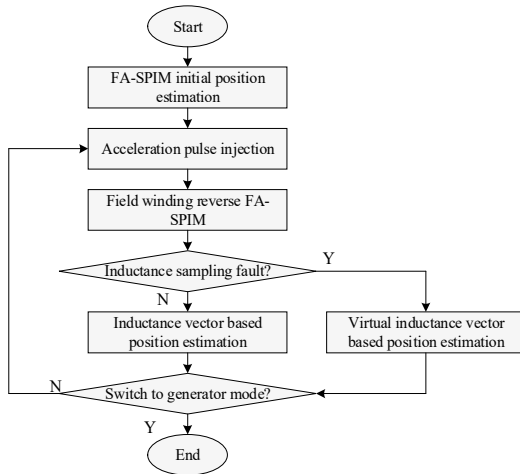 Start
FA-SPIM initial position
estimation
Acceleration pulse injection
Field winding reverse FA-
SPIM
Inductance sampling fault?
Y
N
Inductance vector based
position estimation
Virtual inductance vector
based position estimation
N
Switch to generator mode?
Y
End